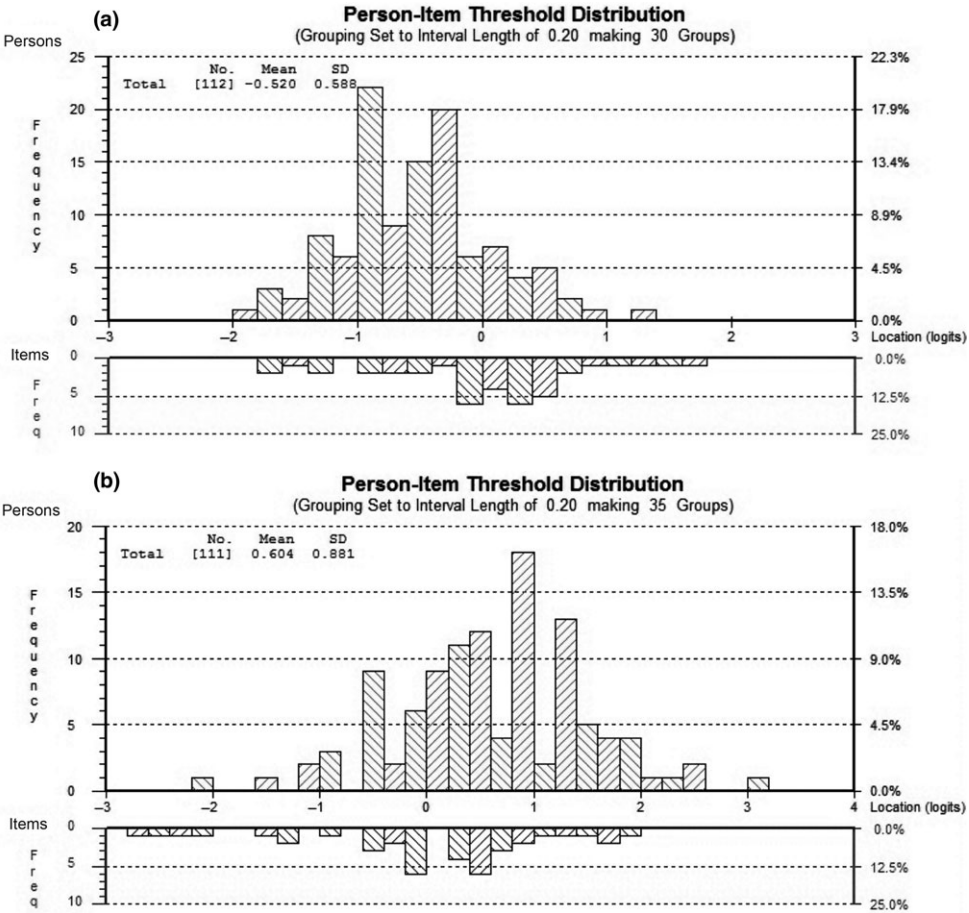 (a)
Person-Item Threshold Distribution
(Grouping Set to Interval Length of 0.20 making 30 Groups)
Persons
No. Mean SD
Total [112] -0.520 0.588
Frequency
25
20
15
10
5
0
22.3%
17.9%
13.4%
8.9%
4.5%
0.0%
−3 −2 −1 0 1 2 3 Location (logits)
Items
Freq
0
5
10
0.0%
12.5%
25.0%
(b)
Person-Item Threshold Distribution
(Grouping Set to Interval Length of 0.20 making 35 Groups)
Persons
No. Mean SD
Total [111] 0.604 0.881
Frequency
20
15
10
5
0
18.0%
13.5%
9.0%
4.5%
0.0%
−3 −2 −1 0 1 2 3 4 Location (logits)
Items
Freq
0
5
10
0.0%
12.5%
25.0%